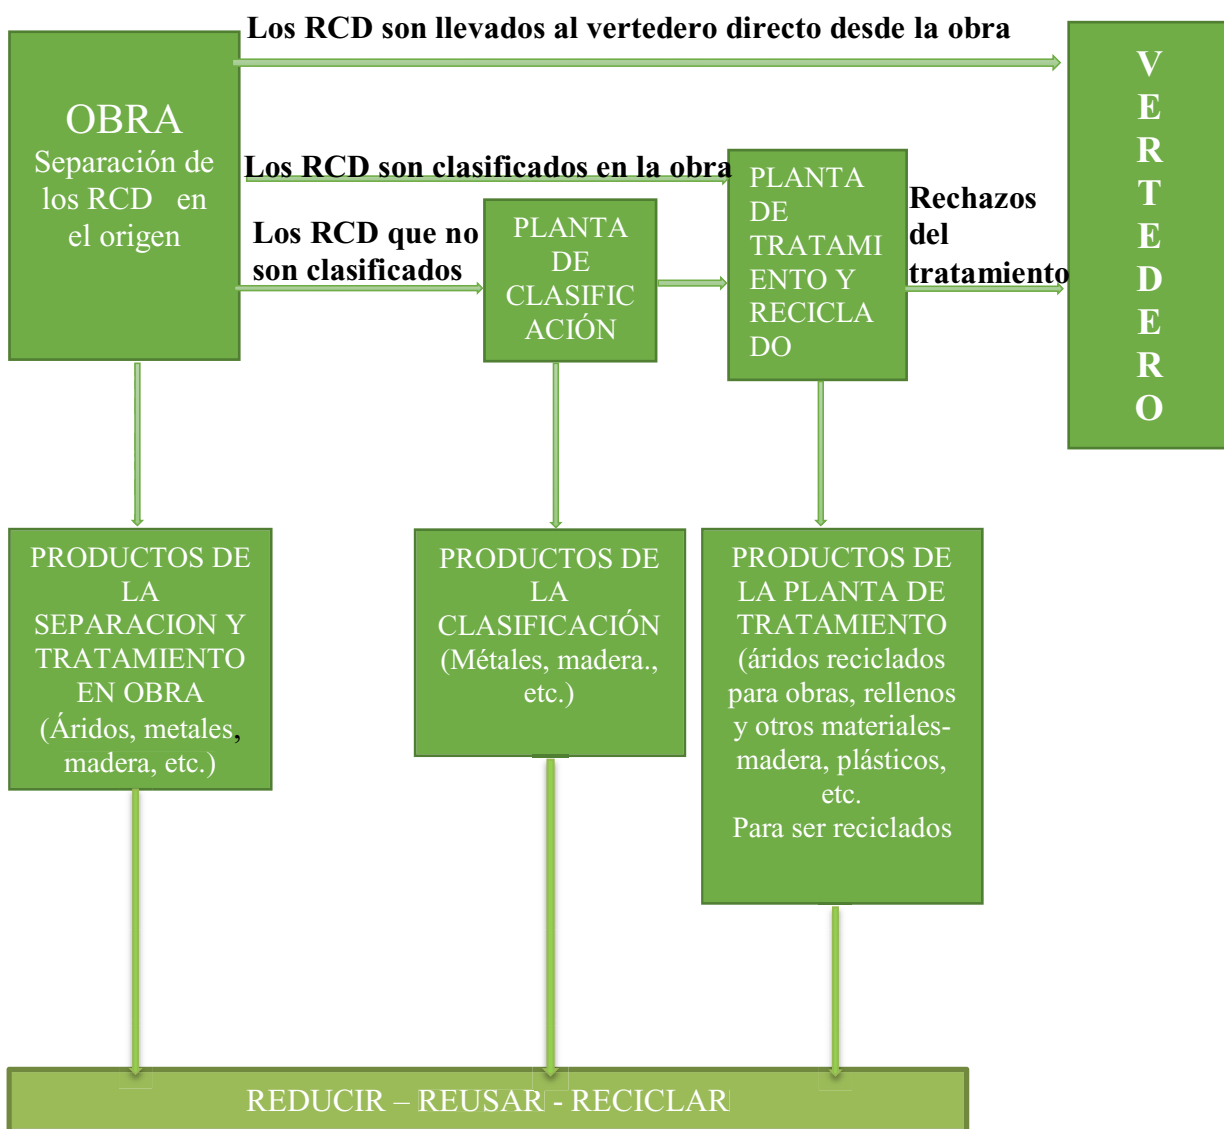 Los RCD son llevados al vertedero directo desde la obra
OBRA
Separación de
los RCD en
el origen
Los RCD son clasificados en la obra
Los RCD que no
son clasificados
PLANTA
DE
CLASIFIC
ACIÓN
PLANTA
DE
TRATAMI
ENTO Y
RECICLA
DO
Rechazos
del
tratamiento
V
E
R
T
E
D
E
R
O
PRODUCTOS DE
LA
SEPARACION Y
TRATAMIENTO
EN OBRA
(Áridos, metales,
madera, etc.)
PRODUCTOS DE
LA
CLASIFICACIÓN
(Métales, madera.,
etc.)
PRODUCTOS DE
LA PLANTA DE
TRATAMIENTO
(áridos reciclados
para obras, rellenos
y otros materiales-
madera, plásticos,
etc.
Para ser reciclados
REDUCIR – REUSAR - RECICLAR